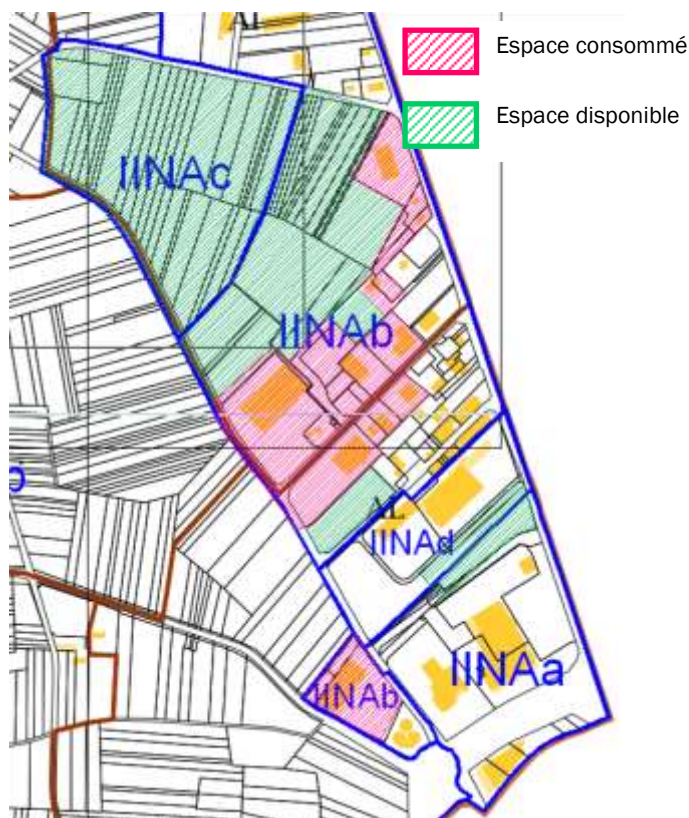 AL
Espace consommé
Espace disponible
IINAc
IINAb
AL
IINAd
IINAa
IINAb